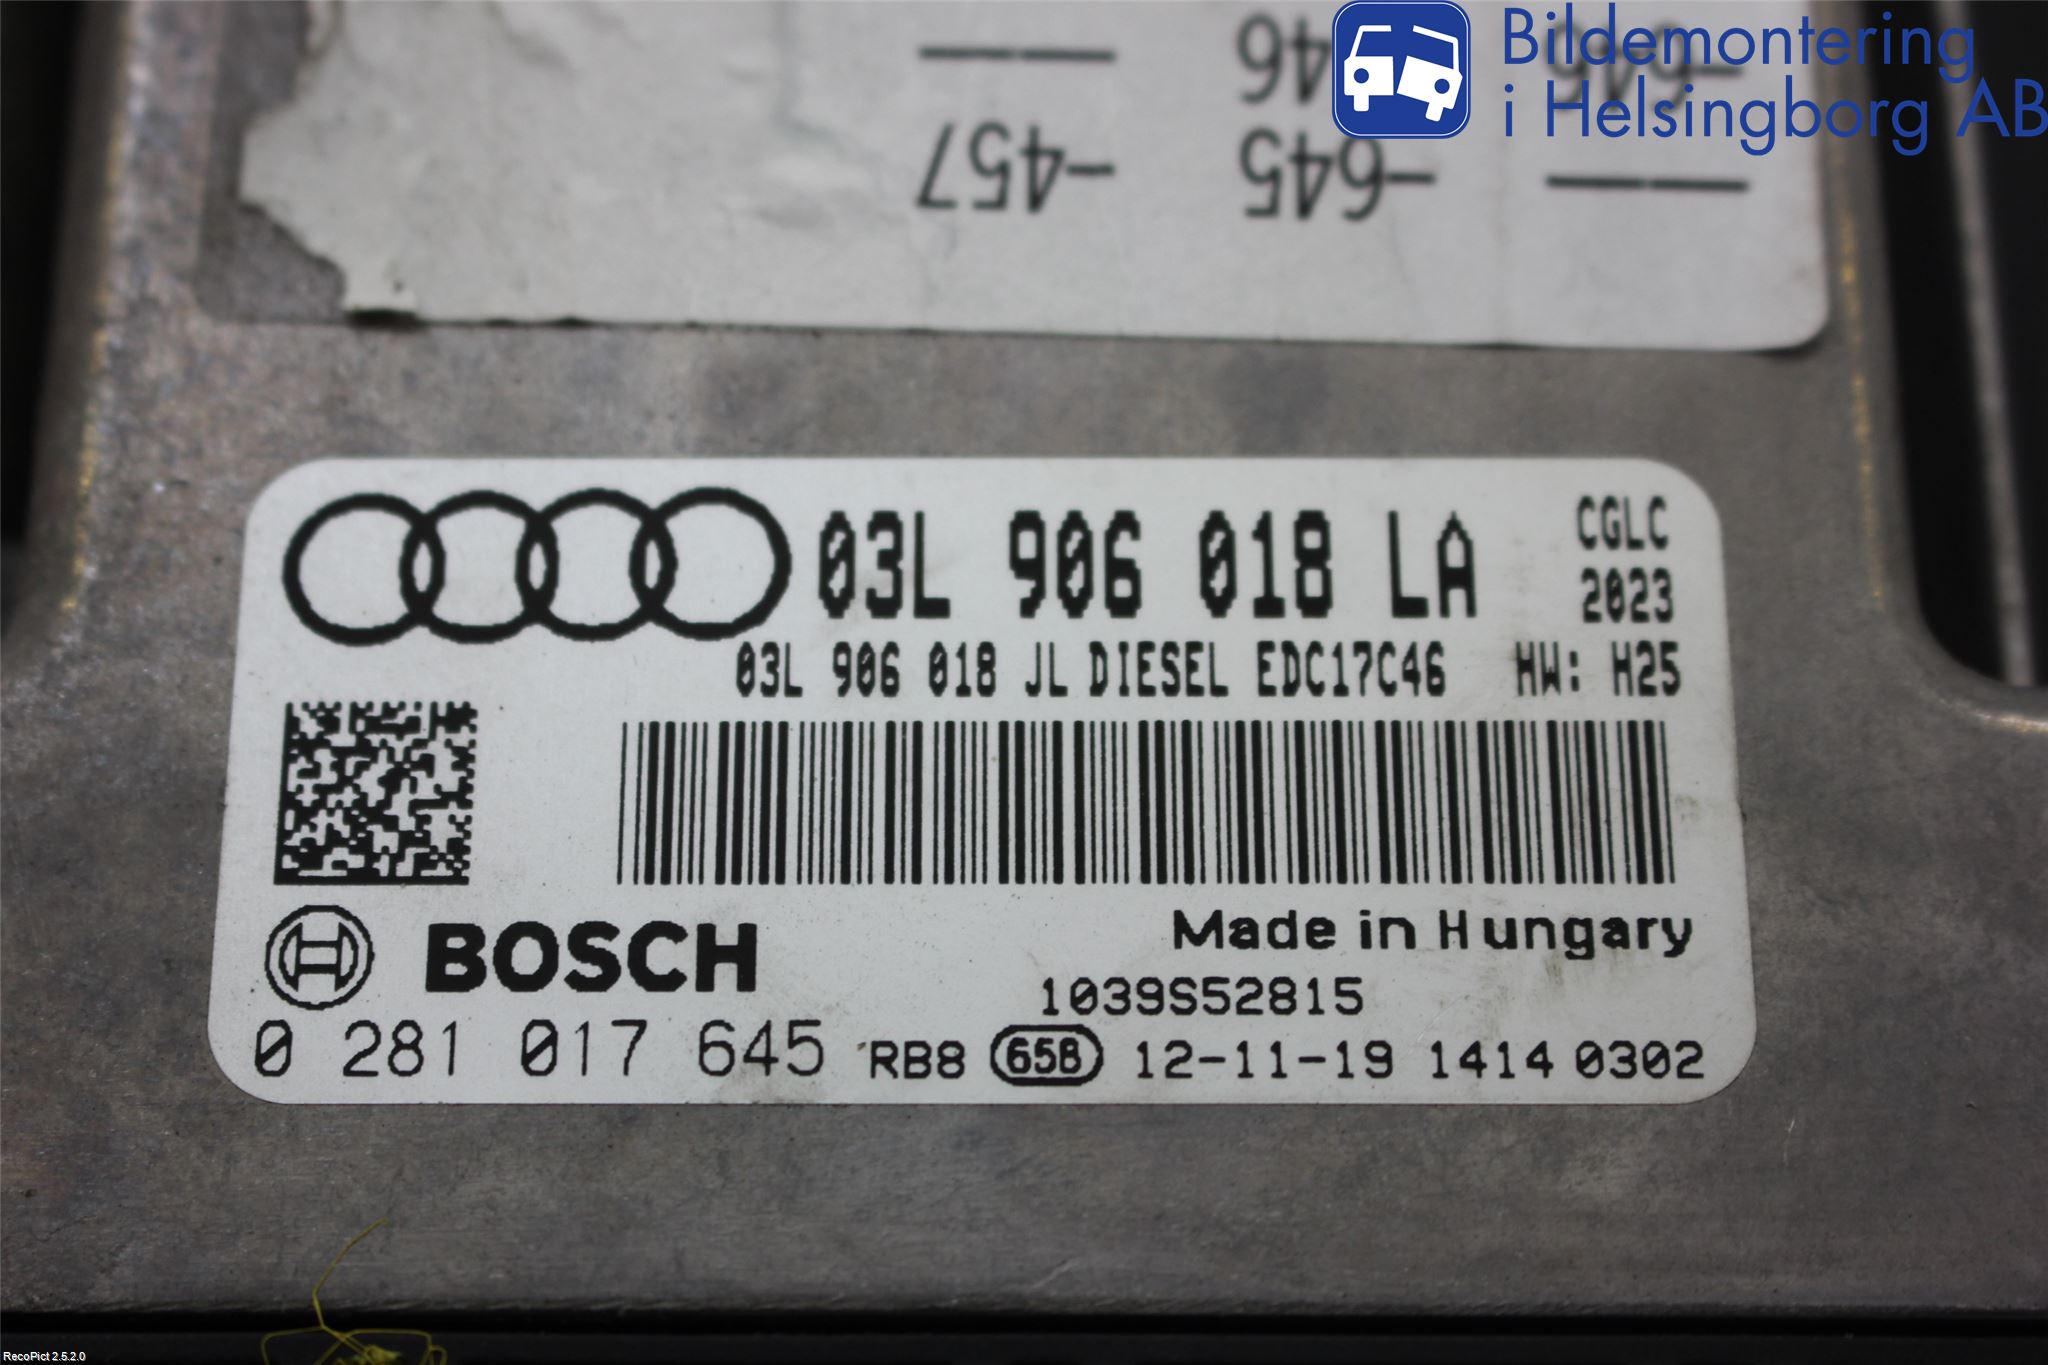 Bildemontering
i Helsingborg AB
-457 -645 ——
03L 906 018 LA
CGLC
2023
03L 906 018 JL DIESEL EDC17C46 HW: H25
Made in Hungary
BOSCH
1039S52815
0 281 017 645 RB8 65B 12-11-19 1414 0302
RecoPict 2.5.2.0